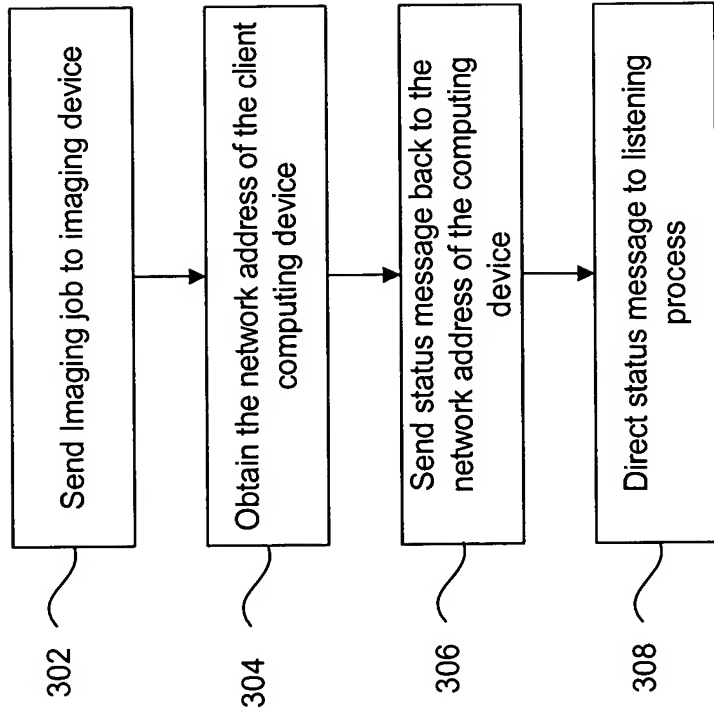 302
Send Imaging job to imaging device
304
Obtain the network address of the client
computing device
306
Send status message back to the
network address of the computing
device
308
Direct status message to listening
process